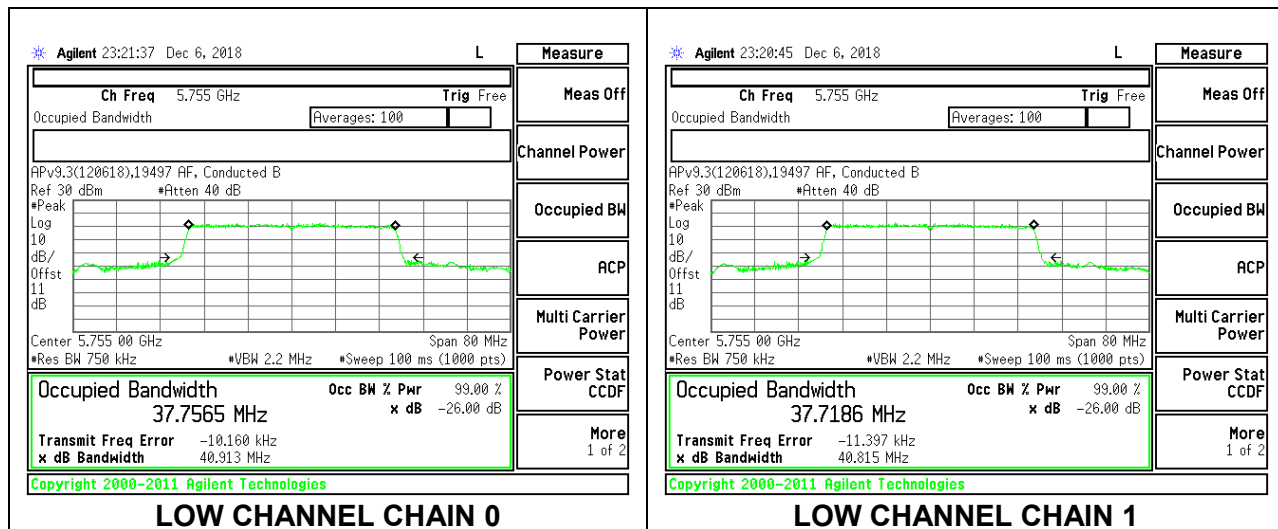 Agilent 23:21:37 Dec 6, 2018 L Measure
Ch Freq 5.755 GHz Trig Free
Meas Off
Occupied Bandwidth Averages: 100
Channel Power
APv9.3(120618),19497 AF, Conducted B
Ref 30 dBm #Atten 40 dB
#Peak
Log
10
dB/
Offst
11
dB
Occupied BW
ACP
Multi Carrier
Power
Center 5.755 00 GHz Span 80 MHz
#Res BW 750 kHz #VBW 2.2 MHz #Sweep 100 ms (1000 pts)
Power Stat
CCDF
Occupied Bandwidth Occ BW % Pwr 99.00 %
37.7565 MHz x dB -26.00 dB
Transmit Freq Error -10.160 kHz
x dB Bandwidth 40.913 MHz
More
1 of 2
Copyright 2000-2011 Agilent Technologies
LOW CHANNEL CHAIN 0
Agilent 23:20:45 Dec 6, 2018 L Measure
Ch Freq 5.755 GHz Trig Free
Meas Off
Occupied Bandwidth Averages: 100
Channel Power
APv9.3(120618),19497 AF, Conducted B
Ref 30 dBm #Atten 40 dB
#Peak
Log
10
dB/
Offst
11
dB
Occupied BW
ACP
Multi Carrier
Power
Center 5.755 00 GHz Span 80 MHz
#Res BW 750 kHz #VBW 2.2 MHz #Sweep 100 ms (1000 pts)
Power Stat
CCDF
Occupied Bandwidth Occ BW % Pwr 99.00 %
37.7186 MHz x dB -26.00 dB
Transmit Freq Error -11.397 kHz
x dB Bandwidth 40.815 MHz
More
1 of 2
Copyright 2000-2011 Agilent Technologies
LOW CHANNEL CHAIN 1